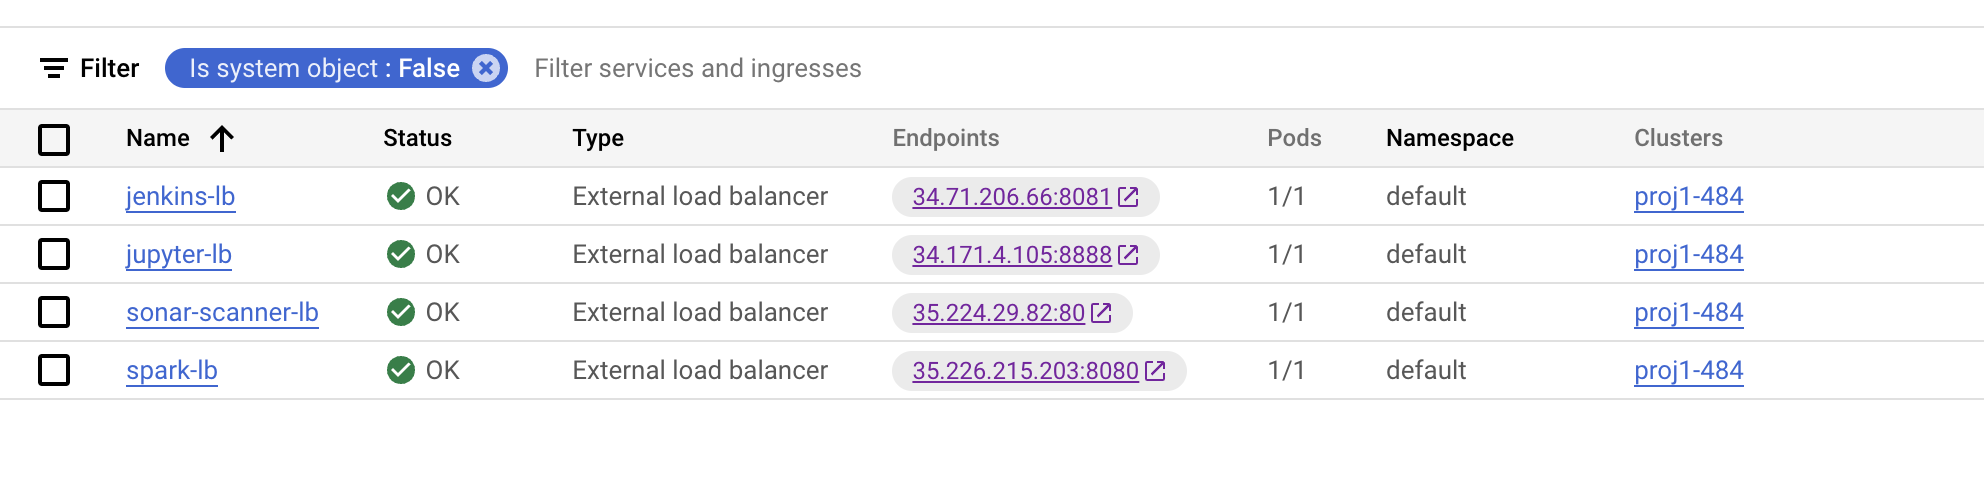 Filter Is system object : False Filter services and ingresses
Name Status Type Endpoints Pods Namespace Clusters
jenkins-lb OK External load balancer 34.71.206.66:8081 1/1 default proj1-484
jupyter-lb OK External load balancer 34.171.4.105:8888 1/1 default proj1-484
sonar-scanner-lb OK External load balancer 35.224.29.82:80 1/1 default proj1-484
spark-lb OK External load balancer 35.226.215.203:8080 1/1 default proj1-484